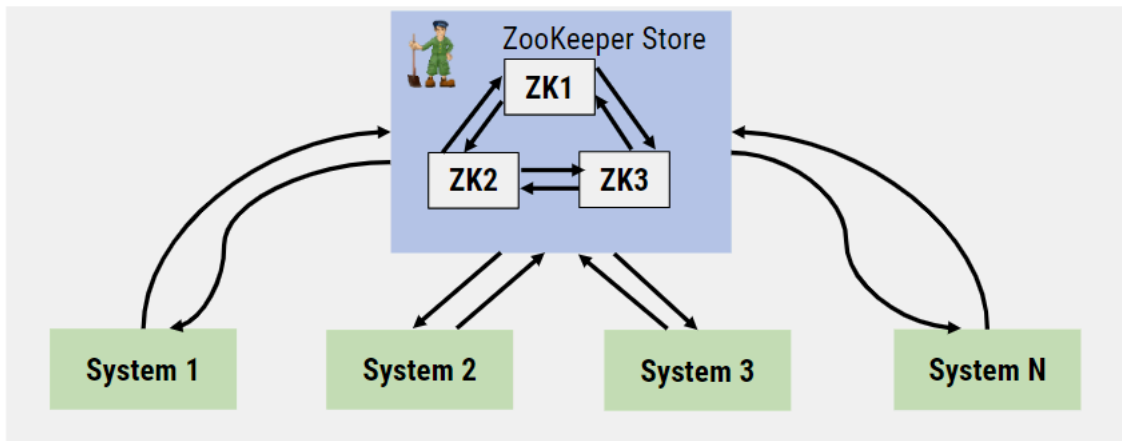 ZooKeeper Store
ZK1
ZK2
ZK3
System 1
System 2
System 3
System N